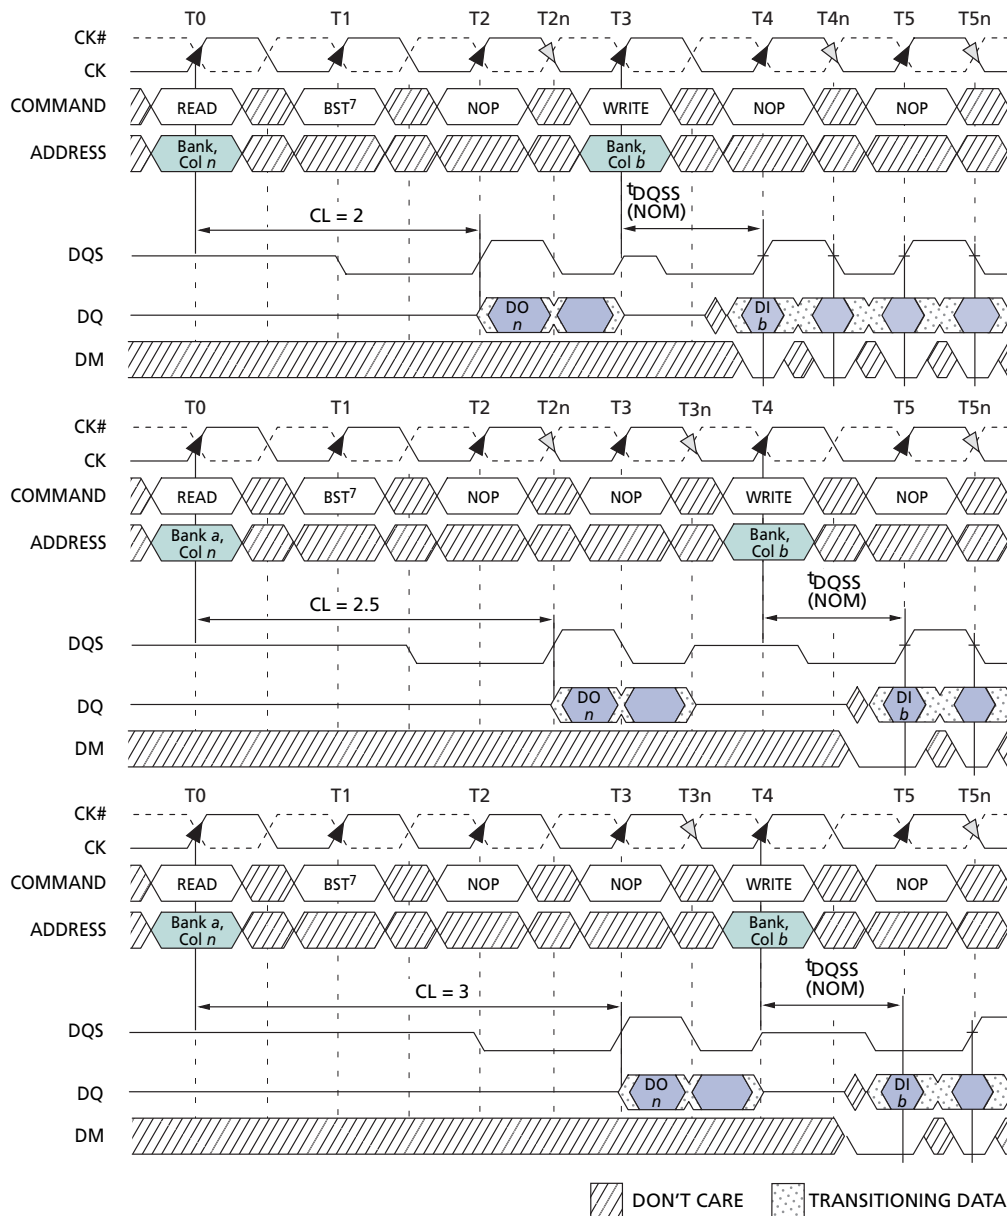 T0 T1 T2 T2n T3 T4 T4n T5 T5n
CK#
CK
COMMAND READ BST7 NOP WRITE NOP NOP
ADDRESS Bank, Col n Bank, Col b
CL = 2 tDQSS (NOM)
DQS
DQ DO n DI b
DM
T0 T1 T2 T2n T3 T3n T4 T5 T5n
CK#
CK
COMMAND READ BST7 NOP NOP WRITE NOP
ADDRESS Bank a, Col n Bank, Col b
CL = 2.5 tDQSS (NOM)
DQS
DQ DO n DI b
DM
T0 T1 T2 T3 T3n T4 T5 T5n
CK#
CK
COMMAND READ BST7 NOP NOP WRITE NOP
ADDRESS Bank a, Col n Bank, Col b
CL = 3 tDQSS (NOM)
DQS
DQ DO n DI b
DM
DON'T CARE TRANSITIONING DATA